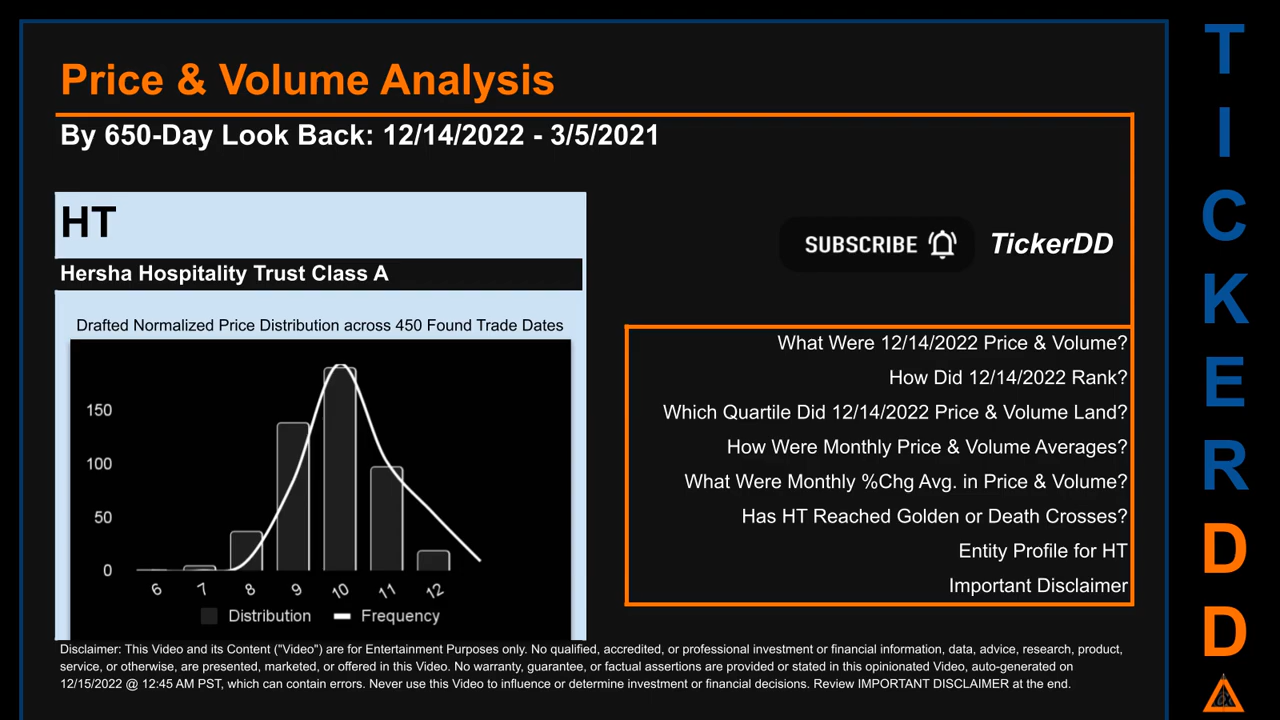 Price & Volume Analysis
By 650-Day Look Back: 12/14/2022 - 3/5/2021
HT
Hersha Hospitality Trust Class A
Drafted Normalized Price Distribution across 450 Found Trade Dates
150
100
50
0
6 7 8 9 10 11 12
Distribution Frequency
SUBSCRIBE TickerDD
What Were 12/14/2022 Price & Volume?
How Did 12/14/2022 Rank?
Which Quartile Did 12/14/2022 Price & Volume Land?
How Were Monthly Price & Volume Averages?
What Were Monthly %Chg Avg. in Price & Volume?
Has HT Reached Golden or Death Crosses?
Entity Profile for HT
Important Disclaimer
Disclaimer: This Video and its Content ("Video") are for Entertainment Purposes only. No qualified, accredited, or professional investment or financial information, data, advice, research, product,
service, or otherwise, are presented, marketed, or offered in this Video. No warranty, guarantee, or factual assertions are provided or stated in this opinionated Video, auto-generated on
12/15/2022 @ 12:45 AM PST, which can contain errors. Never use this Video to influence or determine investment or financial decisions. Review IMPORTANT DISCLAIMER at the end.
T
I
C
K
E
R
D
D